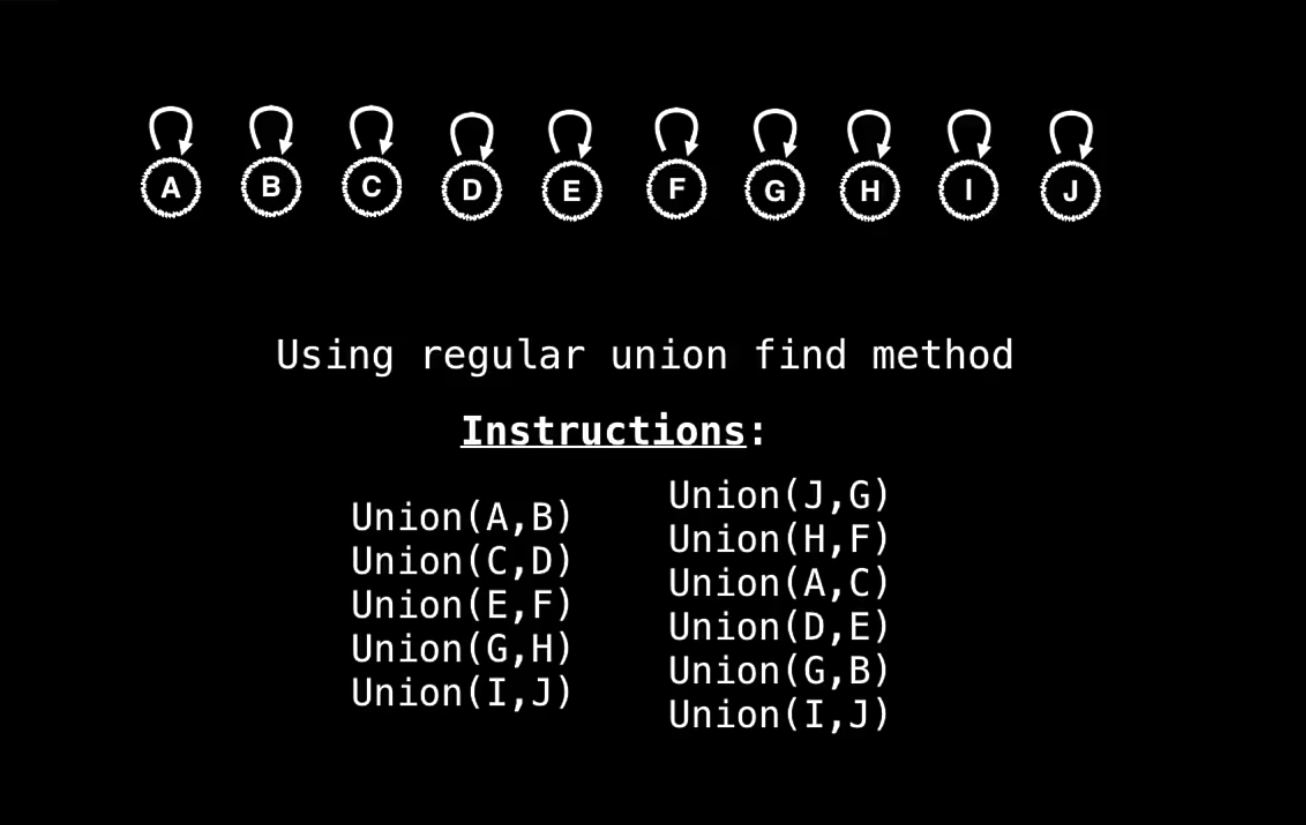 A B C D E F G H I J
Using regular union find method
Instructions:
Union(A,B)
Union(C,D)
Union(E,F)
Union(G,H)
Union(I,J)
Union(J,G)
Union(H,F)
Union(A,C)
Union(D,E)
Union(G,B)
Union(I,J)